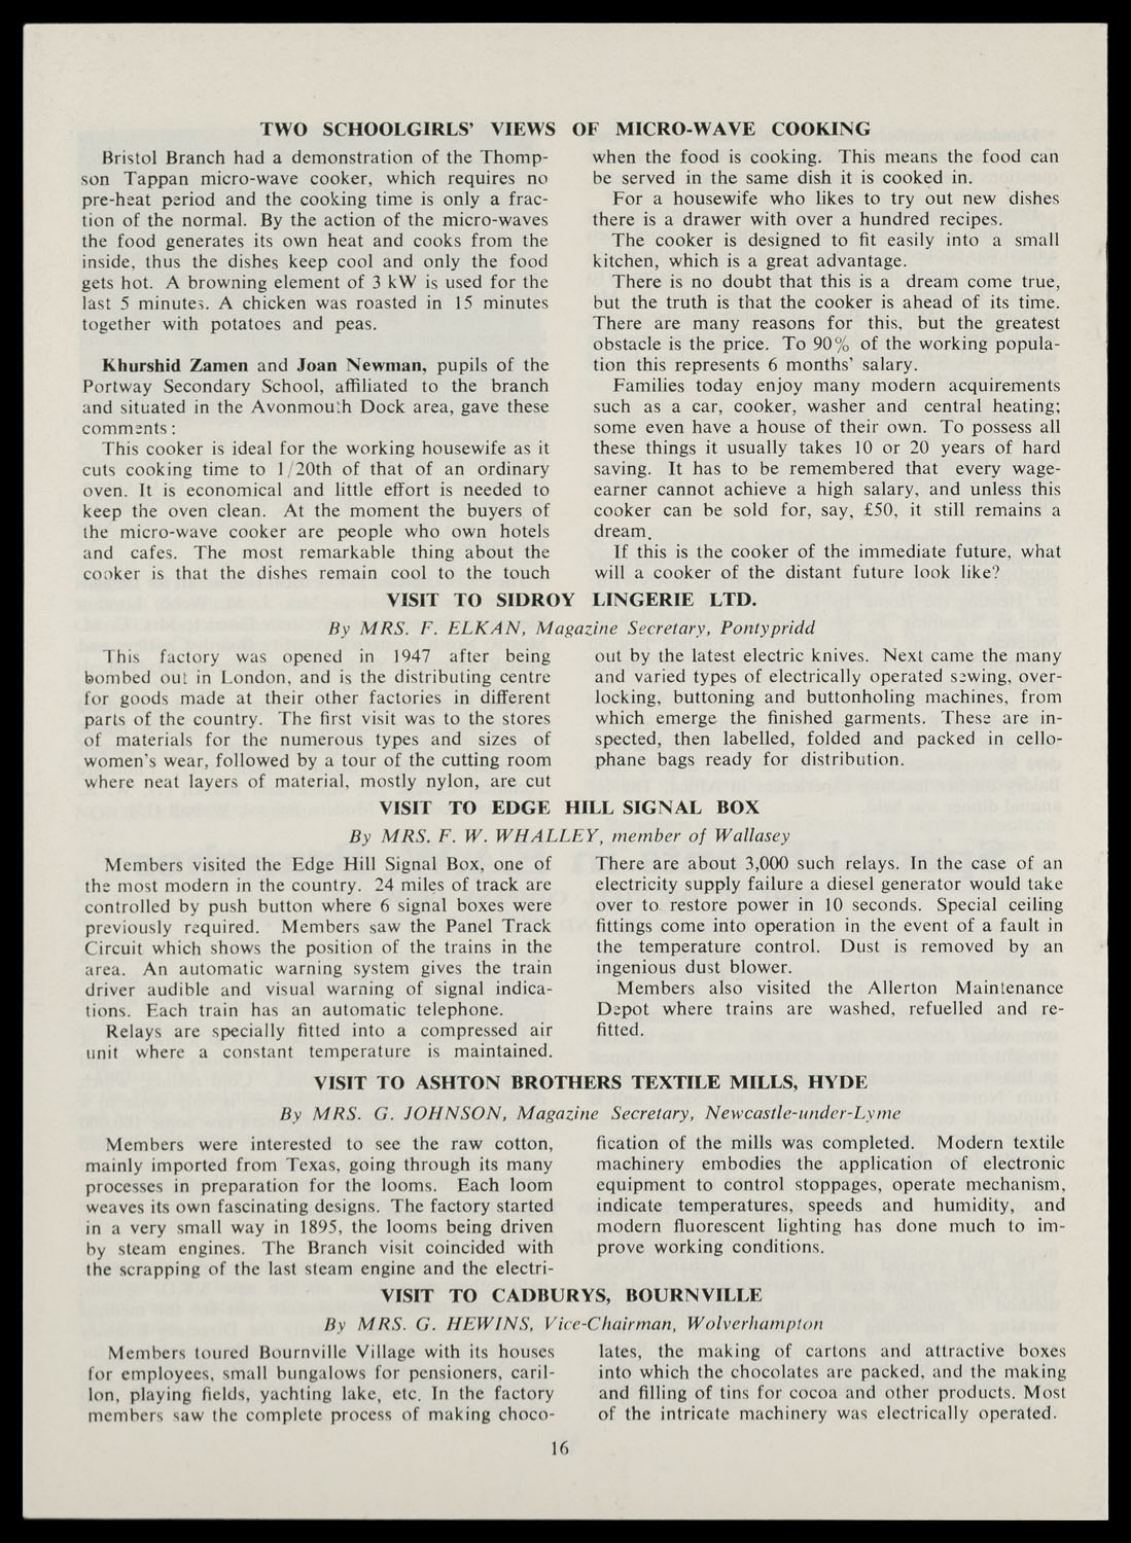 TWO SCHOOLGIRLS' VIEWS OF MICRO-WAVE COOKING
Bristol Branch had a demonstration of the Thomp-
son Tappan micro-wave cooker, which requires no
pre-heat period and the cooking time is only a frac-
tion of the normal. By the action of the micro-waves
the food generates its own heat and cooks from the
inside, thus the dishes keep cool and only the food
gets hot. A browning element of 3 kW is used for the
last 5 minutes. A chicken was roasted in 15 minutes
together with potatoes and peas.
Khurshid Zamen and Joan Newman, pupils of the
Portway Secondary School, affiliated to the branch
and situated in the Avonmouth Dock area, gave these
comments:
This cooker is ideal for the working housewife as it
cuts cooking time to 1/20th of that of an ordinary
oven. It is economical and little effort is needed to
keep the oven clean. At the moment the buyers of
the micro-wave cooker are people who own hotels
and cafes. The most remarkable thing about the
cooker is that the dishes remain cool to the touch
when the food is cooking. This means the food can
be served in the same dish it is cooked in.
For a housewife who likes to try out new dishes
there is a drawer with over a hundred recipes.
The cooker is designed to fit easily into a small
kitchen, which is a great advantage.
There is no doubt that this is a dream come true,
but the truth is that the cooker is ahead of its time.
There are many reasons for this, but the greatest
obstacle is the price. To 90% of the working popula-
tion this represents 6 months' salary.
Families today enjoy many modern acquirements
such as a car, cooker, washer and central heating;
some even have a house of their own. To possess all
these things it usually takes 10 or 20 years of hard
saving. It has to be remembered that every wage-
earner cannot achieve a high salary, and unless this
cooker can be sold for, say, £50, it still remains a
dream.
If this is the cooker of the immediate future, what
will a cooker of the distant future look like?
VISIT TO SIDROY LINGERIE LTD.
By MRS. F. ELKAN, Magazine Secretary, Pontypridd
This factory was opened in 1947 after being
bombed out in London, and is the distributing centre
for goods made at their other factories in different
parts of the country. The first visit was to the stores
of materials for the numerous types and sizes of
women's wear, followed by a tour of the cutting room
where neat layers of material, mostly nylon, are cut
out by the latest electric knives. Next came the many
and varied types of electrically operated sewing, over-
locking, buttoning and buttonholing machines, from
which emerge the finished garments. These are in-
spected, then labelled, folded and packed in cello-
phane bags ready for distribution.
VISIT TO EDGE HILL SIGNAL BOX
By MRS. F. W. WHALLEY, member of Wallasey
Members visited the Edge Hill Signal Box, one of
the most modern in the country. 24 miles of track are
controlled by push button where 6 signal boxes were
previously required. Members saw the Panel Track
Circuit which shows the position of the trains in the
area. An automatic warning system gives the train
driver audible and visual warning of signal indica-
tions. Each train has an automatic telephone.
Relays are specially fitted into a compressed air
unit where a constant temperature is maintained.
There are about 3,000 such relays. In the case of an
electricity supply failure a diesel generator would take
over to restore power in 10 seconds. Special ceiling
fittings come into operation in the event of a fault in
the temperature control. Dust is removed by an
ingenious dust blower.
Members also visited the Allerton Maintenance
Depot where trains are washed, refuelled and re-
fitted.
VISIT TO ASHTON BROTHERS TEXTILE MILLS, HYDE
By MRS. G. JOHNSON, Magazine Secretary, Newcastle-under-Lyme
Members were interested to see the raw cotton,
mainly imported from Texas, going through its many
processes in preparation for the looms. Each loom
weaves its own fascinating designs. The factory started
in a very small way in 1895, the looms being driven
by steam engines. The Branch visit coincided with
the scrapping of the last steam engine and the electri-
fication of the mills was completed. Modern textile
machinery embodies the application of electronic
equipment to control stoppages, operate mechanism,
indicate temperatures, speeds and humidity, and
modern fluorescent lighting has done much to im-
prove working conditions.
VISIT TO CADBURYS, BOURNVILLE
By MRS. G. HEWINS, Vice-Chairman, Wolverhampton
Members toured Bournville Village with its houses
for employees, small bungalows for pensioners, caril-
lon, playing fields, yachting lake, etc. In the factory
members saw the complete process of making choco-
lates, the making of cartons and attractive boxes
into which the chocolates are packed, and the making
and filling of tins for cocoa and other products. Most
of the intricate machinery was electrically operated.
16